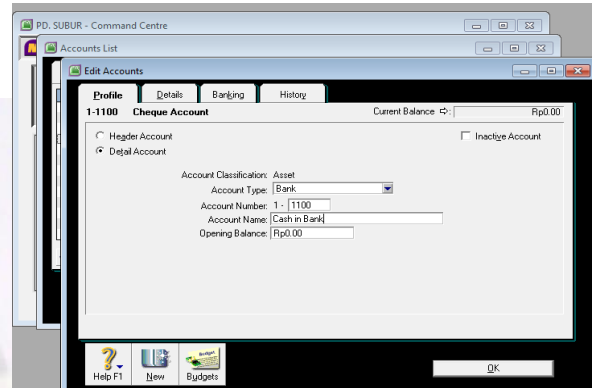 PD. SUBUR - Command Centre
Accounts List
Edit Accounts
Profile Details Banking History
1-1100 Cheque Account Current Balance ⇨: Rp0.00
Header Account Inactive Account
Detail Account
Account Classification: Asset
Account Type: Bank
Account Number: 1 - 1100
Account Name: Cash in Bank
Opening Balance: Rp0.00
Budget
Help F1 New Budgets OK